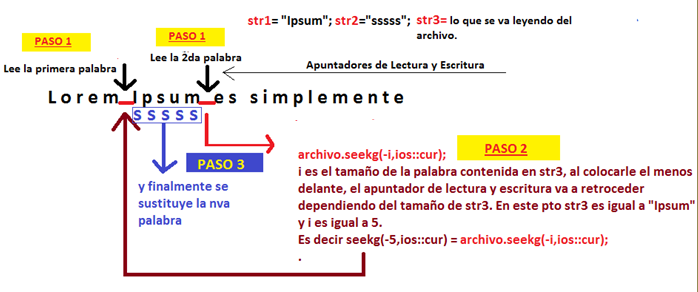 str1= "Ipsum"; str2="sssss"; str3= lo que se va leyendo del
archivo.
PASO 1
PASO 1
Lee la primera palabra
Lee la 2da palabra
Apuntadores de Lectura y Escritura
Lorem_Ipsum_es simplemente
SSSSS
PASO 3
PASO 2
y finalmente se
sustituye la nva
palabra
archivo.seekg(-i,ios::cur);
i es el tamaño de la palabra contenida en str3, al colocarle el menos
delante, el apuntador de lectura y escritura va a retroceder
dependiendo del tamaño de str3. En este pto str3 es igual a "Ipsum"
y i es igual a 5.
Es decir seekg(-5,ios::cur) = archivo.seekg(-i,ios::cur);
.